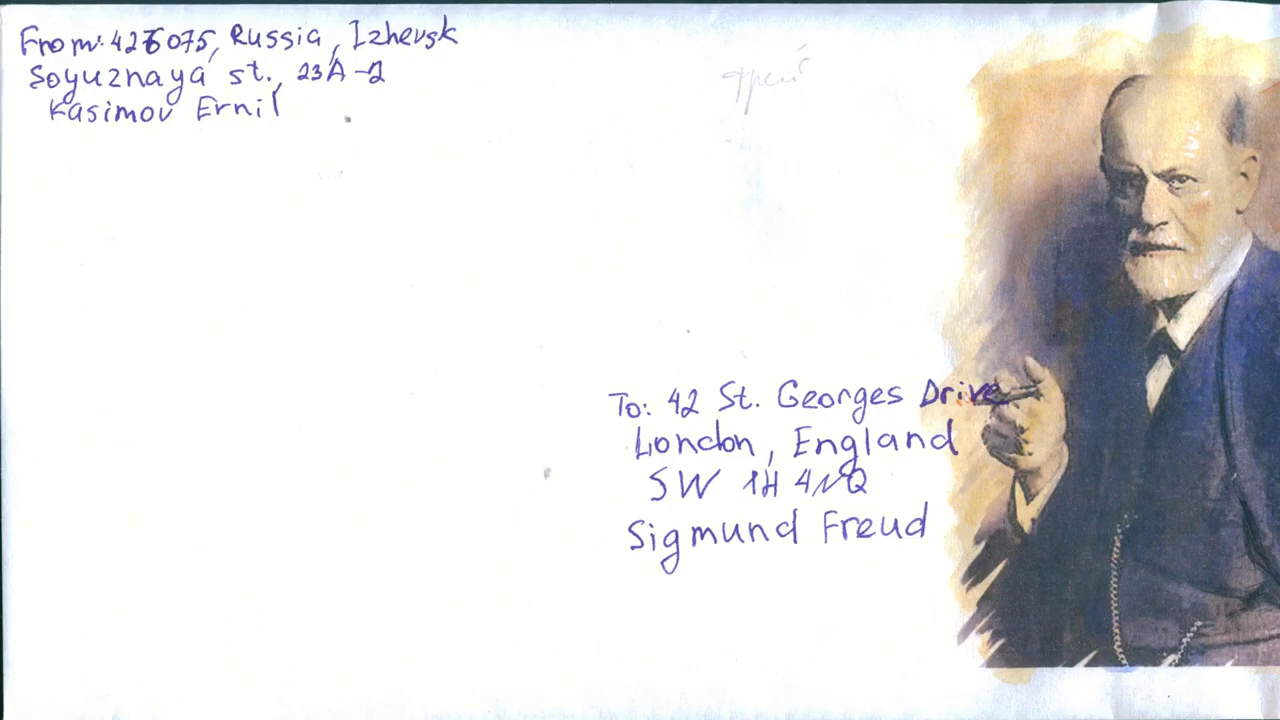 From: 426075, Russia, Izhevsk
Soyuznaya st., 23A-2
Kasimov Ernil
To: 42 St. Georges Drive
London, England
SW 1H 4NQ
Sigmund Freud